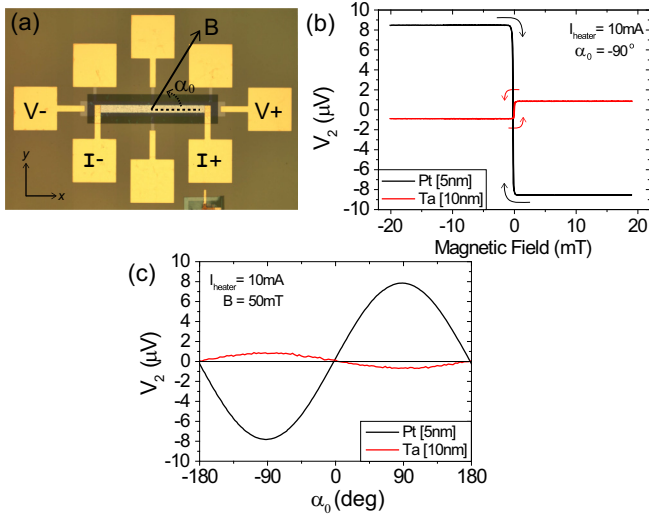 (a)
B
α₀
V-
V+
I-
I+
y
x
(b)
I_heater = 10mA
α₀ = -90°
V₂ (μV)
10
8
6
4
2
0
-2
-4
-6
-8
-10
Pt [5nm]
Ta [10nm]
-20
-10
0
10
20
Magnetic Field (mT)
(c)
I_heater = 10mA
B = 50mT
V₂ (μV)
10
8
6
4
2
0
-2
-4
-6
-8
-10
Pt [5nm]
Ta [10nm]
-180
-90
0
90
180
α₀ (deg)